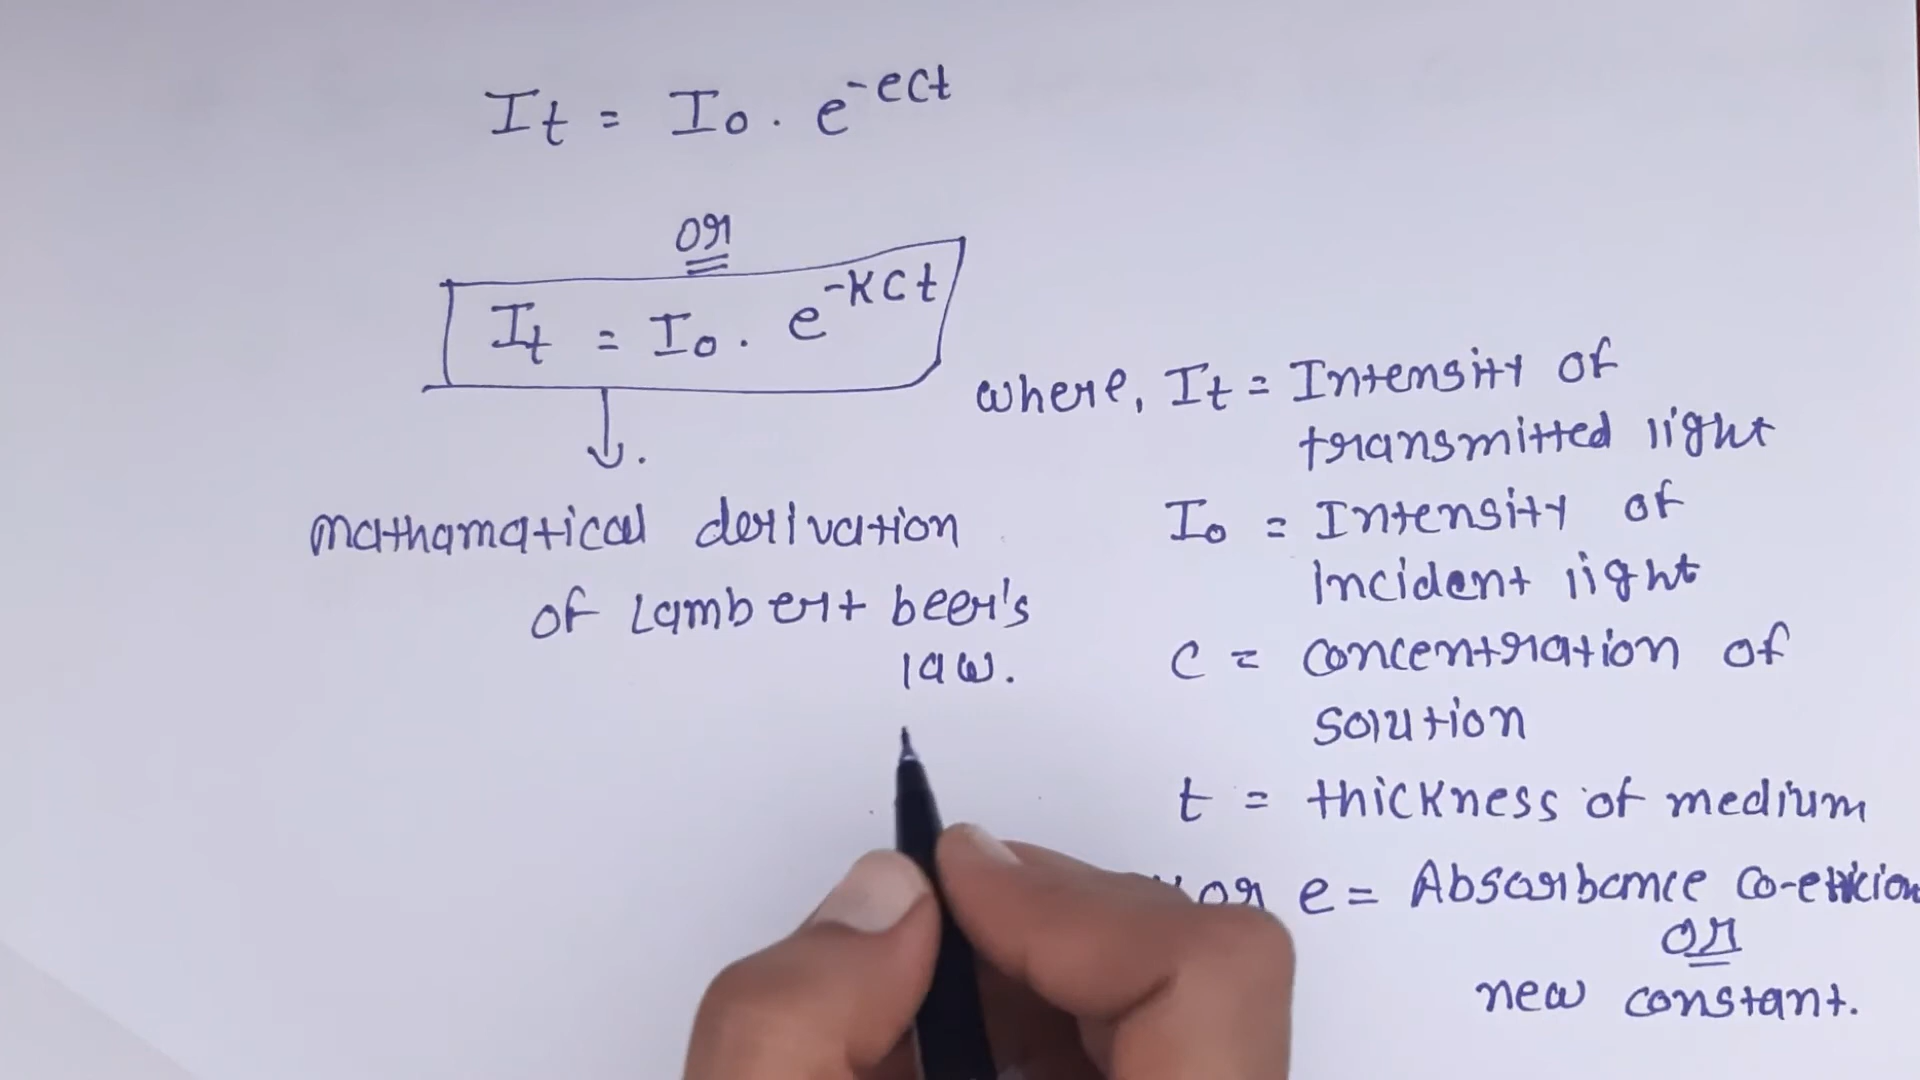 It = Io . e^-ect
or
It = Io . e^-Kct
where, It = Intensity of
transmitted light
Io = Intensity of
Incident light
c = concentration of
solution
t = thickness of medium
or e = Absorbance
or
new constant.
mathamatical derivation
of Lambert beer's
law.